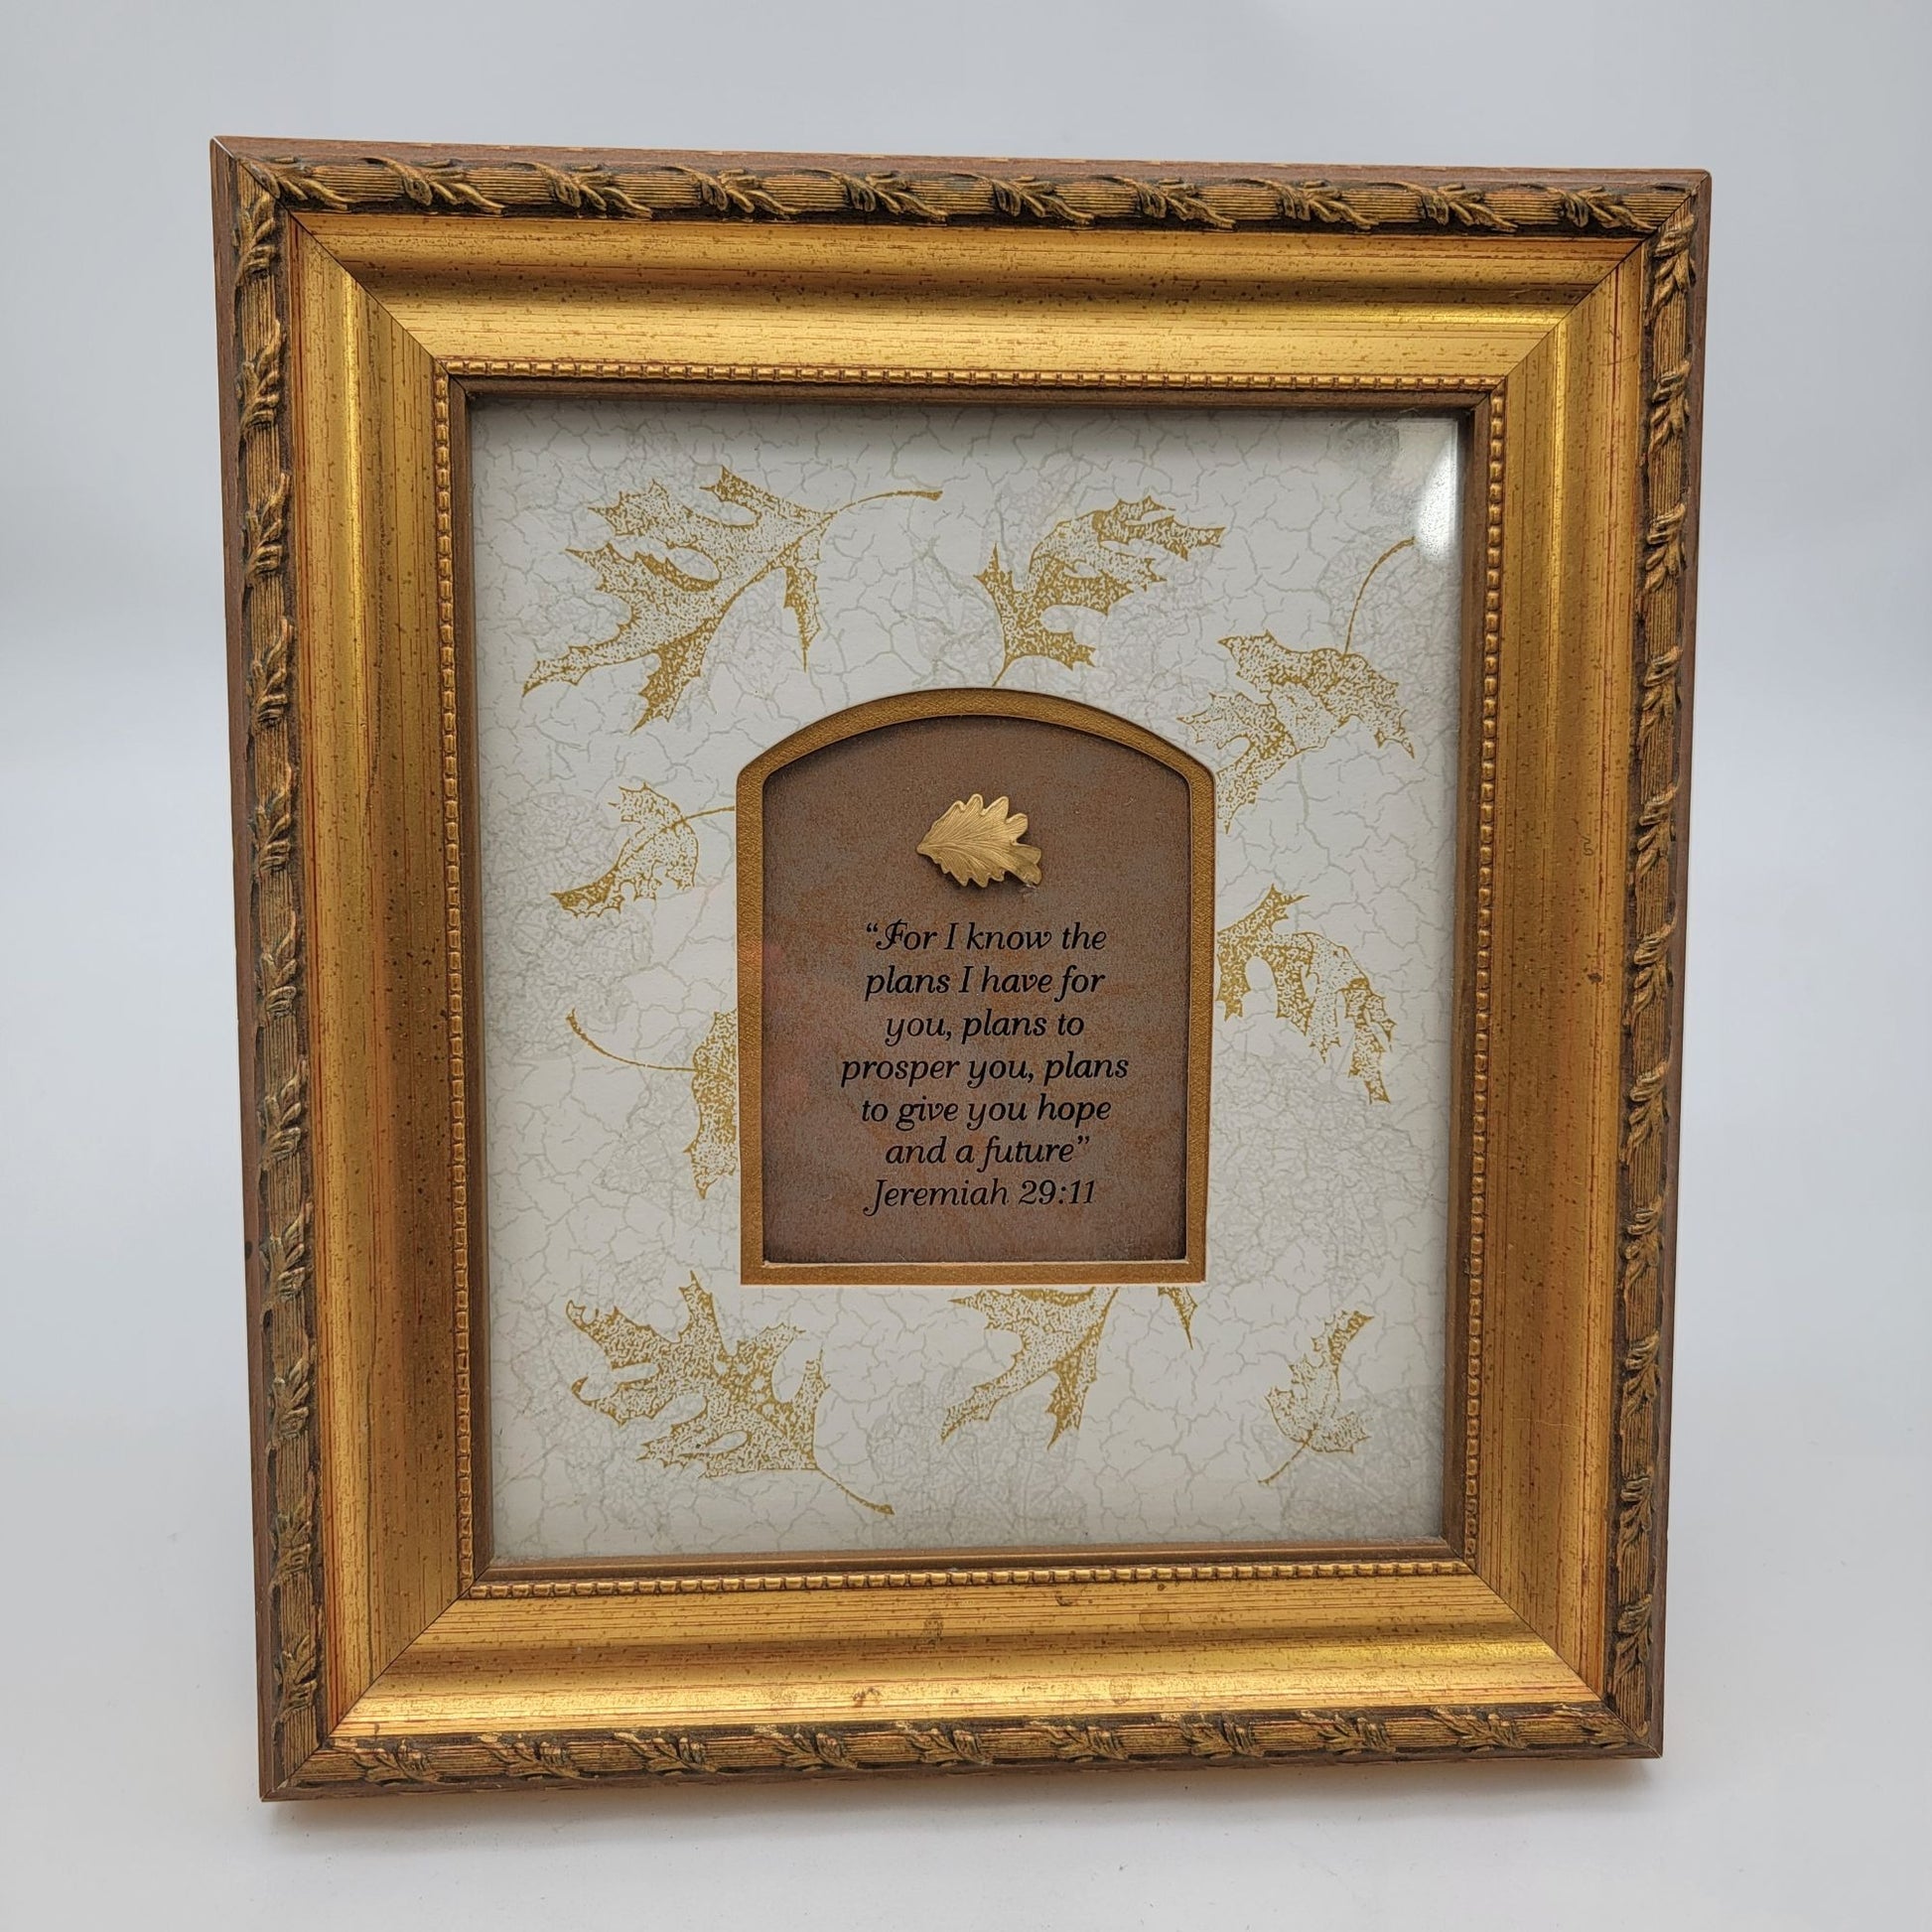 “For I know the
plans I have for
you, plans to
prosper you, plans
to give you hope
and a future”
Jeremiah 29:11